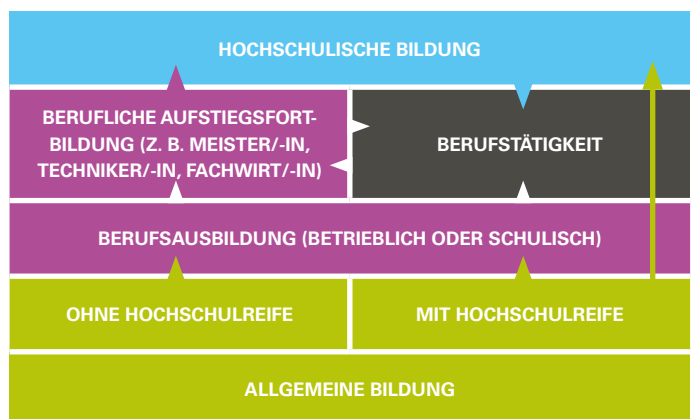 HOCHSCHULISCHE BILDUNG
BERUFLICHE AUFSTIEGSFORT-
BILDUNG (Z. B. MEISTER/-IN,
TECHNIKER/-IN, FACHWIRT/-IN)
BERUFSTÄTIGKEIT
BERUFSAUSBILDUNG (BETRIEBLICH ODER SCHULISCH)
OHNE HOCHSCHULREIFE
MIT HOCHSCHULREIFE
ALLGEMEINE BILDUNG